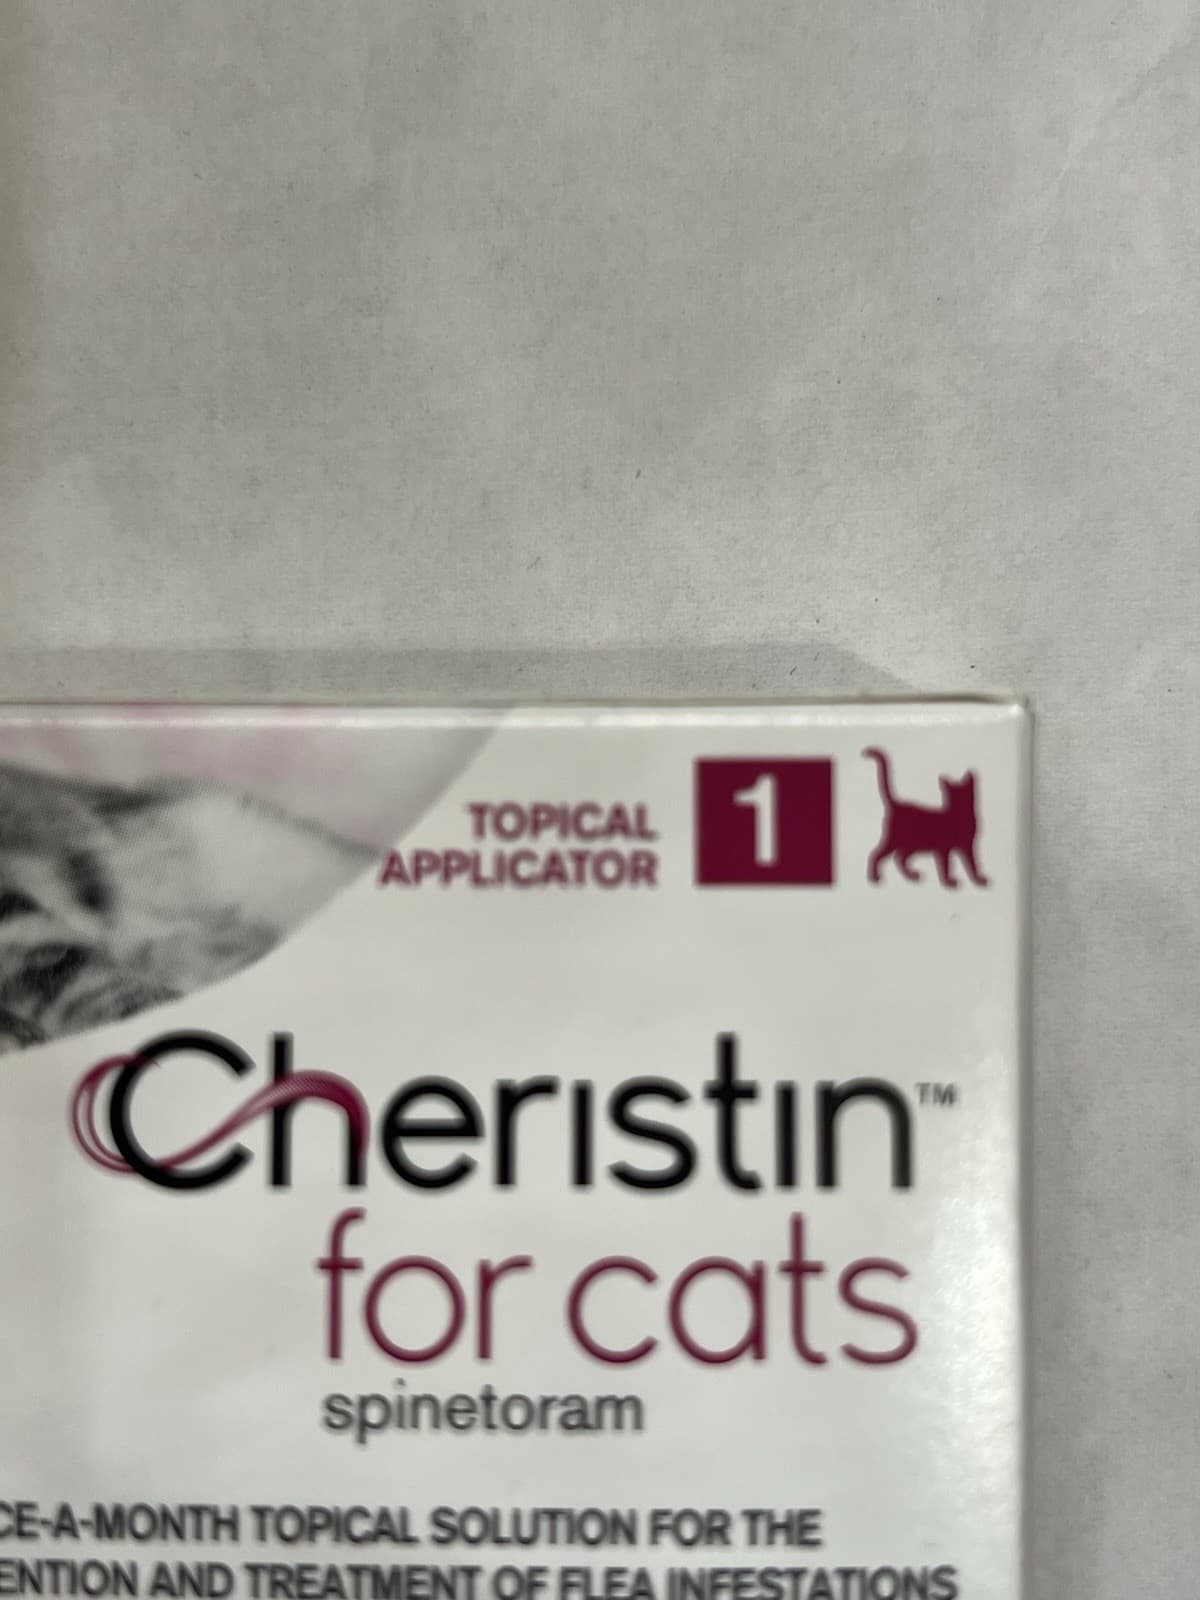 TOPICAL
APPLICATOR
1
Cheristin™
for cats
spinetoram
CE-A-MONTH TOPICAL SOLUTION FOR THE
ENTION AND TREATMENT OF FLEA INFESTATIONS